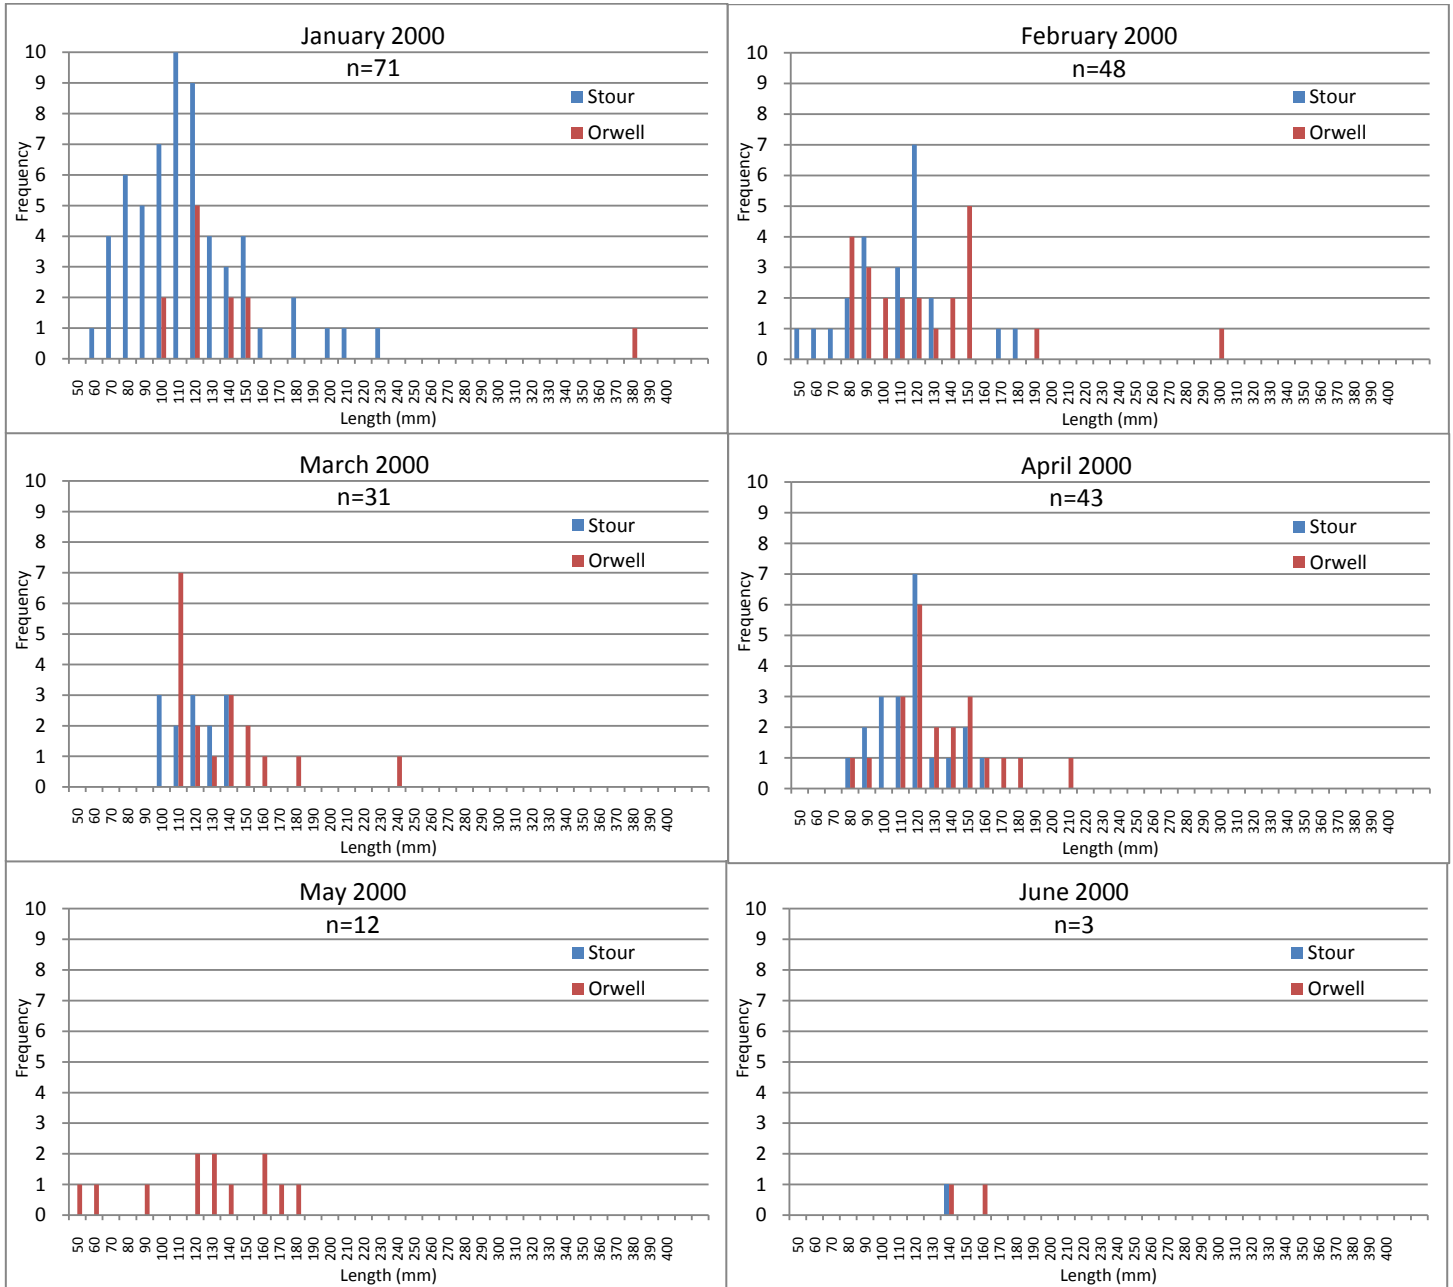 January 2000
n=71
10
9
8
7
6
5
4
3
2
1
0
Frequency
Stour
Orwell
50 60 70 80 90 100 110 120 130 140 150 160 170 180 190 200 210 220 230 240 250 260 270 280 290 300 310 320 330 340 350 360 370 380 390 400
Length (mm)
February 2000
n=48
10
9
8
7
6
5
4
3
2
1
0
Frequency
Stour
Orwell
50 60 70 80 90 100 110 120 130 140 150 160 170 180 190 200 210 220 230 240 250 260 270 280 290 300 310 320 330 340 350 360 370 380 390 400
Length (mm)
March 2000
n=31
10
9
8
7
6
5
4
3
2
1
0
Frequency
Stour
Orwell
50 60 70 80 90 100 110 120 130 140 150 160 170 180 190 200 210 220 230 240 250 260 270 280 290 300 310 320 330 340 350 360 370 380 390 400
Length (mm)
April 2000
n=43
10
9
8
7
6
5
4
3
2
1
0
Frequency
Stour
Orwell
50 60 70 80 90 100 110 120 130 140 150 160 170 180 190 200 210 220 230 240 250 260 270 280 290 300 310 320 330 340 350 360 370 380 390 400
Length (mm)
May 2000
n=12
10
9
8
7
6
5
4
3
2
1
0
Frequency
Stour
Orwell
50 60 70 80 90 100 110 120 130 140 150 160 170 180 190 200 210 220 230 240 250 260 270 280 290 300 310 320 330 340 350 360 370 380 390 400
Length (mm)
June 2000
n=3
10
9
8
7
6
5
4
3
2
1
0
Frequency
Stour
Orwell
50 60 70 80 90 100 110 120 130 140 150 160 170 180 190 200 210 220 230 240 250 260 270 280 290 300 310 320 330 340 350 360 370 380 390 400
Length (mm)